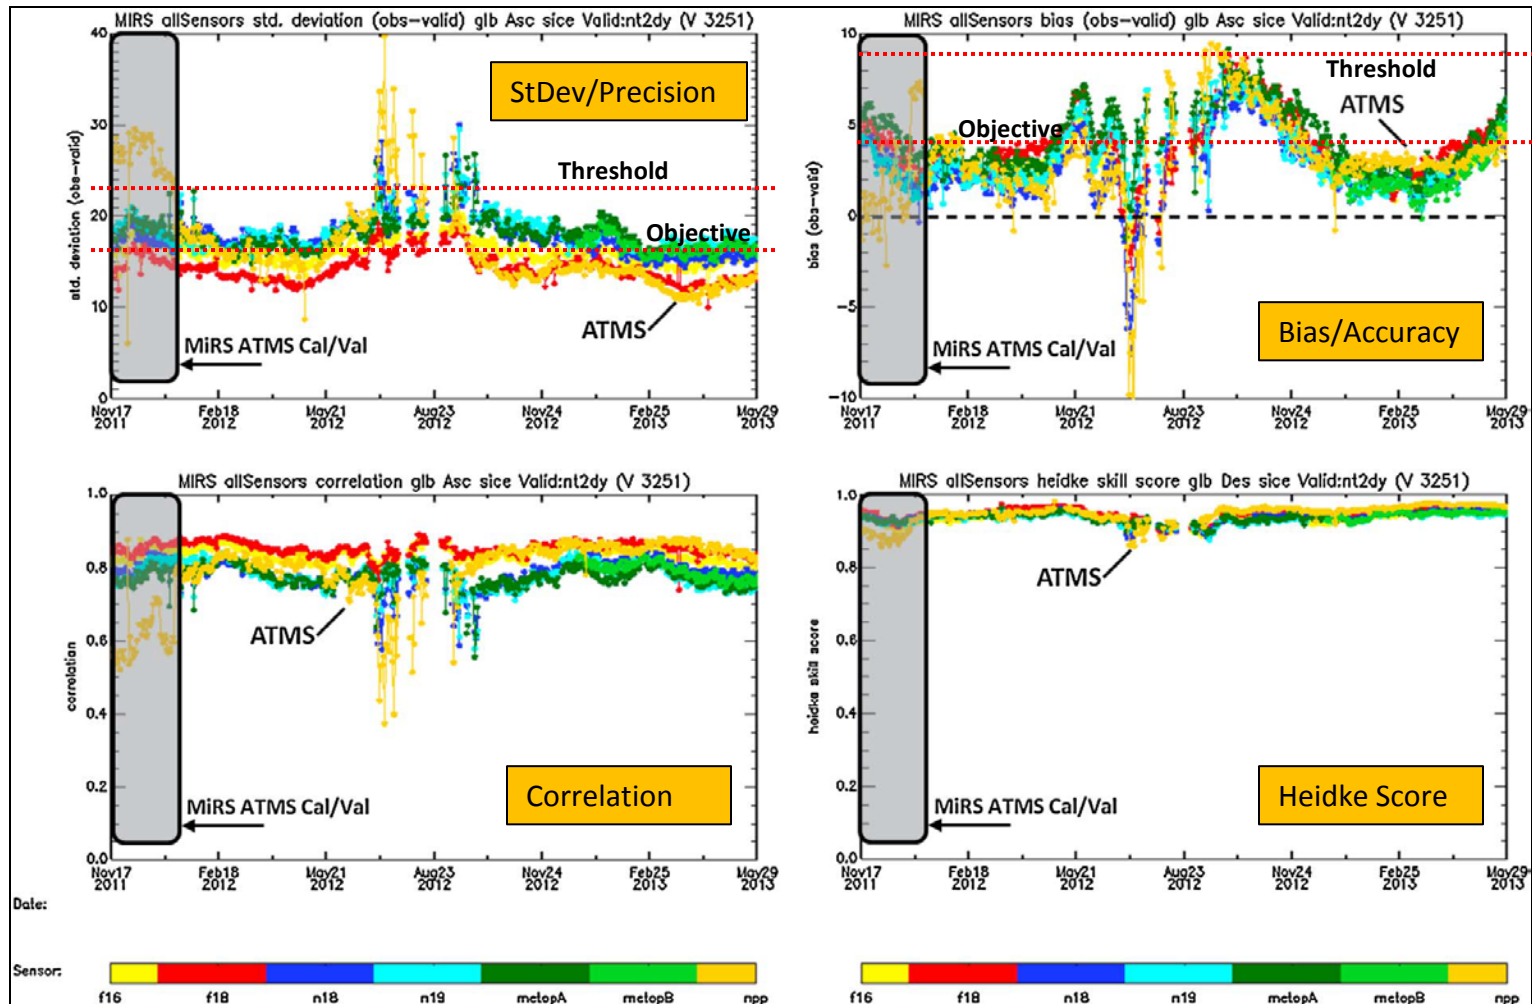 MIRS allSensors std. deviation (obs-valid) glb Asc sice Valid:nt2dy (V 3251)
40
30
20
10
0
std. deviation (obs-valid)
StDev/Precision
Threshold
Objective
ATMS
MiRS ATMS Cal/Val
Nov17 Feb18 May21 Aug23 Nov24 Feb25 May29
2011 2012 2012 2012 2012 2013 2013
MIRS allSensors bias (obs-valid) glb Asc sice Valid:nt2dy (V 3251)
10
5
0
-5
-10
bias (obs-valid)
Threshold
ATMS
Objective
Bias/Accuracy
MiRS ATMS Cal/Val
Nov17 Feb18 May21 Aug23 Nov24 Feb25 May29
2011 2012 2012 2012 2012 2013 2013
MIRS allSensors correlation glb Asc sice Valid:nt2dy (V 3251)
1.0
0.8
0.6
0.4
0.2
0.0
correlation
ATMS
Correlation
MiRS ATMS Cal/Val
Nov17 Feb18 May21 Aug23 Nov24 Feb25 May29
2011 2012 2012 2012 2012 2013 2013
MIRS allSensors heidke skill score glb Des sice Valid:nt2dy (V 3251)
1.0
0.8
0.6
0.4
0.2
0.0
heidke skill score
ATMS
Heidke Score
MiRS ATMS Cal/Val
Nov17 Feb18 May21 Aug23 Nov24 Feb25 May29
2011 2012 2012 2012 2012 2013 2013
Date:
Sensor:
f16 f18 n18 n19 metopA metopB npp
f16 f18 n18 n19 metopA metopB npp